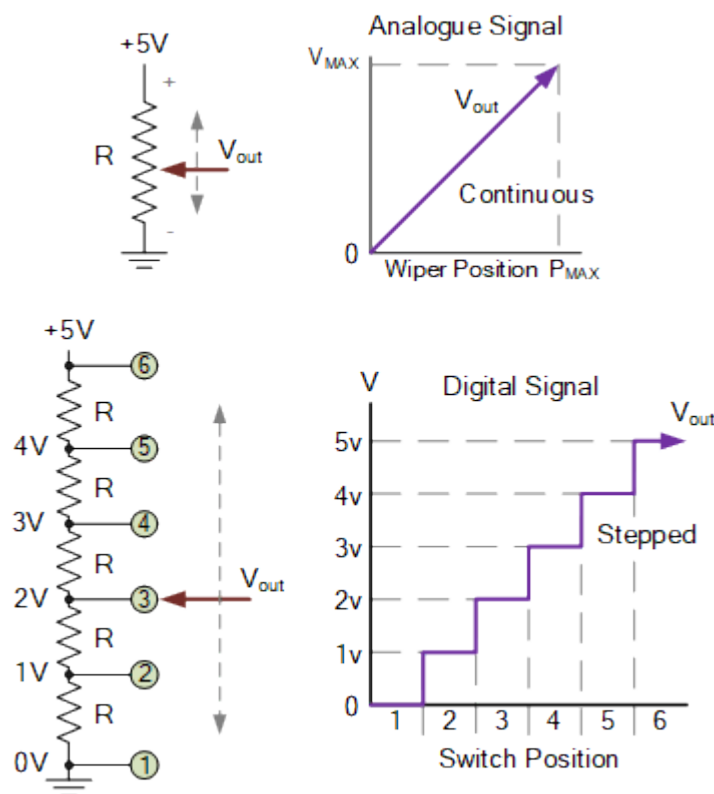 +5V
+
R
Vout
-
Analogue Signal
VMAX
Vout
Continuous
0
Wiper Position PMAX
+5V
6
R
4V
5
R
3V
4
R
2V
3
Vout
R
1V
2
R
0V
1
V
Digital Signal
Vout
5v
4v
Stepped
3v
2v
1v
0
1 2 3 4 5 6
Switch Position